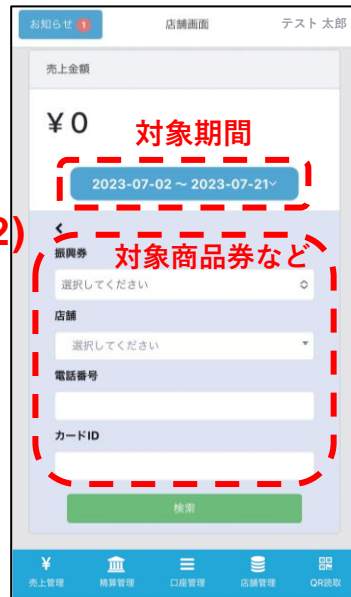 お知らせ 1 店舗画面 テスト 太郎
売上金額
¥ 0
対象期間
2023-07-02 ~ 2023-07-21
2)
振興券
対象商品券など
選択してください
店舗
選択してください
電話番号
カードID
検索
売上管理 精算管理 口座管理 店舗管理 QR読取